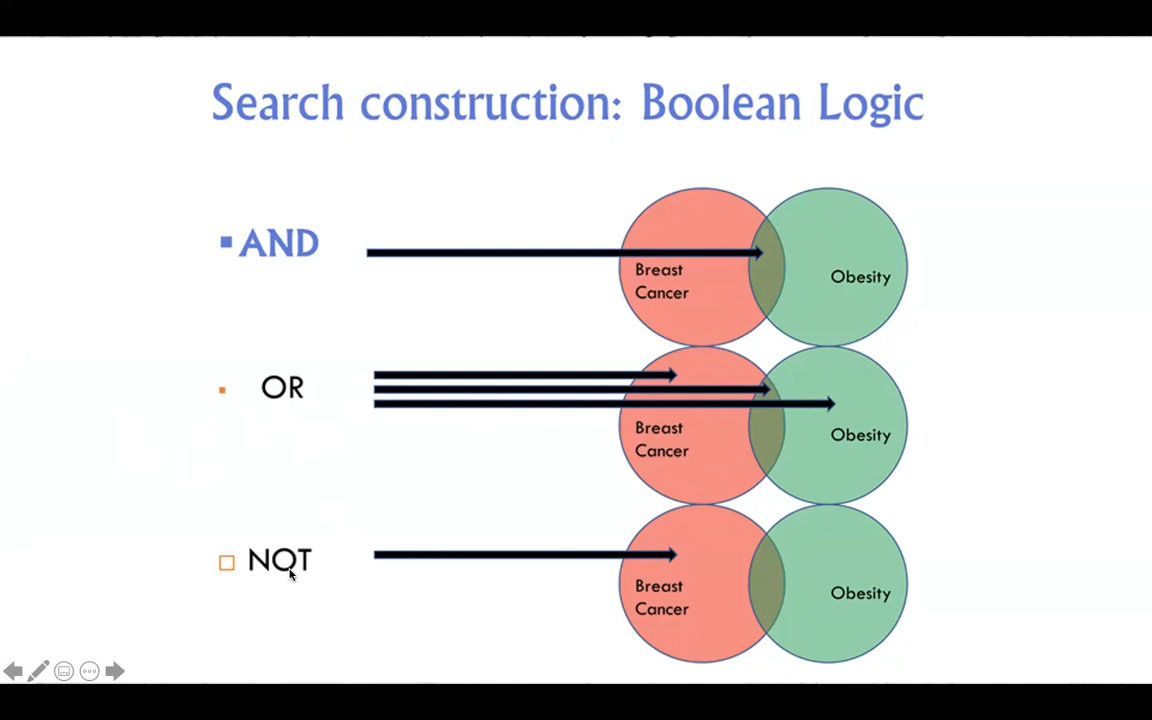 Search construction: Boolean Logic
AND
Breast
Cancer
Obesity
OR
Breast
Cancer
Obesity
NOT
Breast
Cancer
Obesity